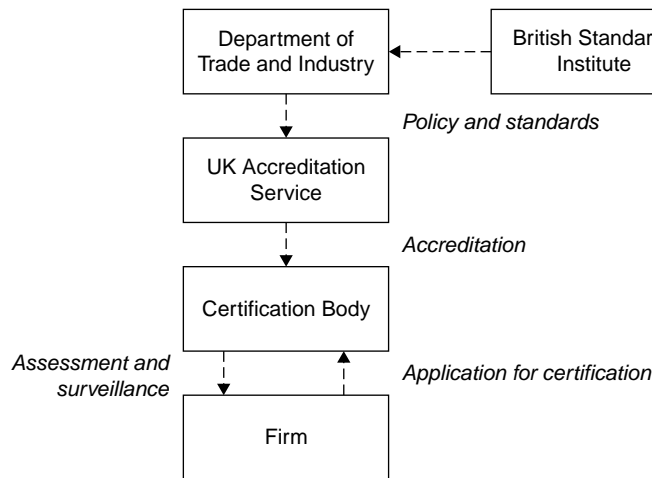 Department of
Trade and Industry
British Standar
Institute
Policy and standards
UK Accreditation
Service
Accreditation
Certification Body
Assessment and
surveillance
Application for certification
Firm